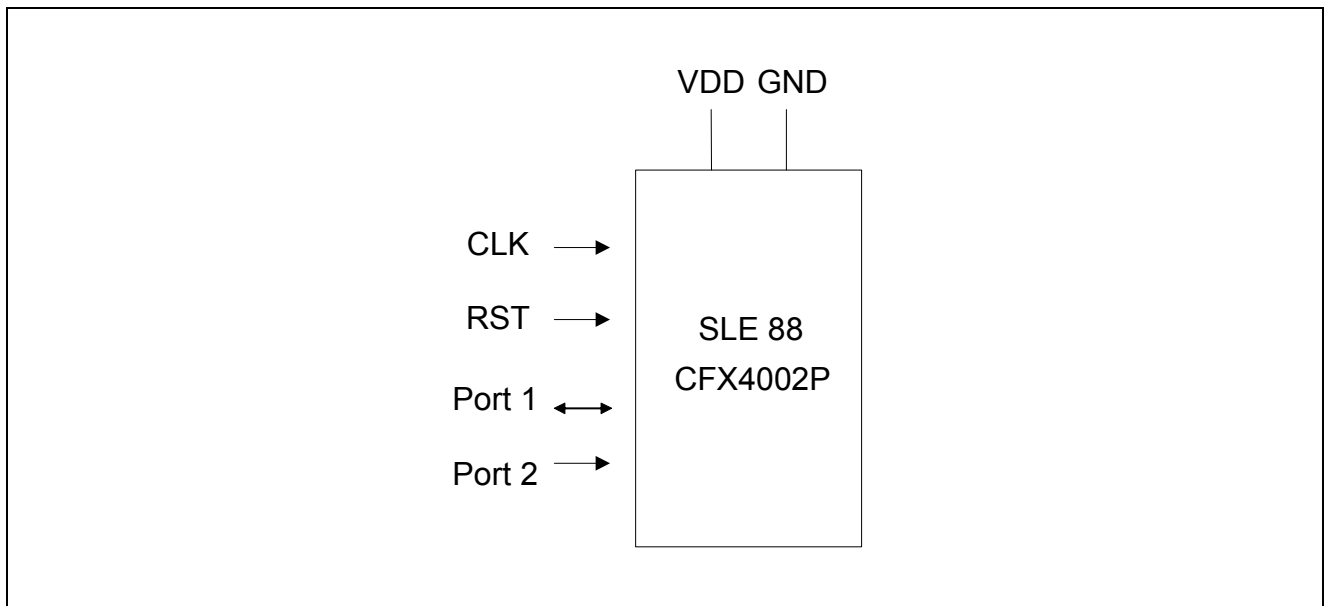 VDD GND
CLK
RST
Port 1
Port 2
SLE 88
CFX4002P